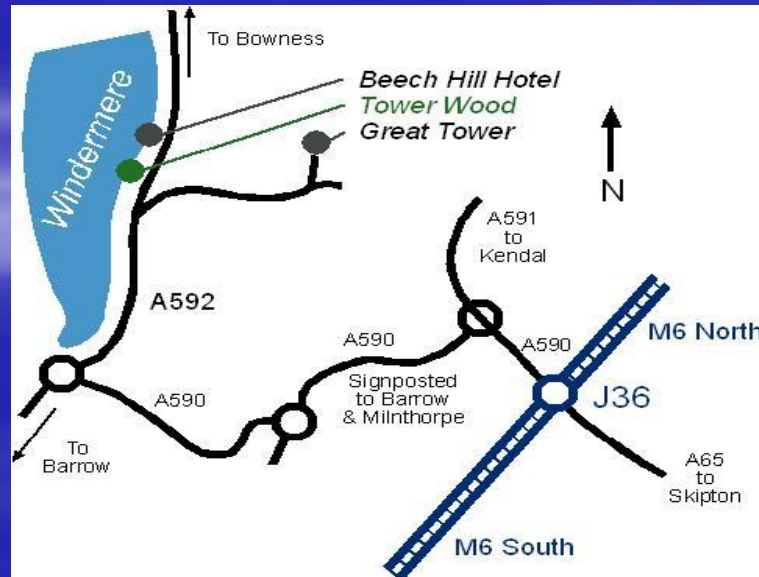 To Bowness
Beech Hill Hotel
Tower Wood
Great Tower
Windermere
N
A591
to
Kendal
A592
M6 North
A590
A590
Signposted
to Barrow
& Milnthorpe
J36
A590
To
Barrow
A65
to
Skipton
M6 South